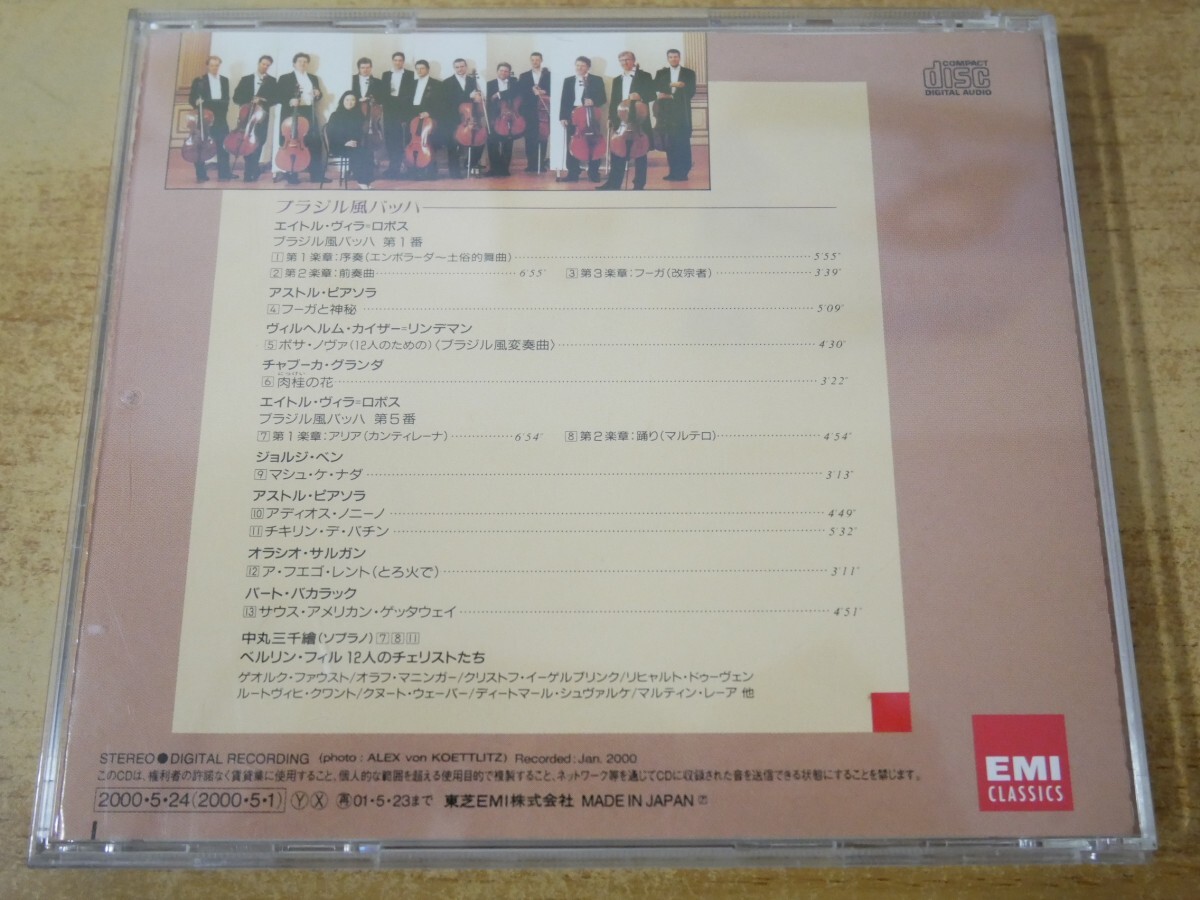 COMPACT
disc
DIGITAL AUDIO
ブラジル風バッハ
エイトル・ヴィラ=ロボス
ブラジル風バッハ 第1番
1 第1楽章:序奏(エンボラーダ〜土俗的舞曲) 5'55"
2 第2楽章:前奏曲 6'55" 3 第3楽章:フーガ(改宗者) 3'39"
アストル・ピアソラ
4 フーガと神秘 5'09"
ヴィルヘルム・カイザー=リンデマン
5 ボサ・ノヴァ(12人のための)〈ブラジル風変奏曲〉 4'30"
チャブーカ・グランダ
にっけい
6 肉桂の花 3'22"
エイトル・ヴィラ=ロボス
ブラジル風バッハ 第5番
7 第1楽章:アリア(カンティレーナ) 6'54" 8 第2楽章:踊り(マルテロ) 4'54"
ジョルジ・ベン
9 マシュ・ケ・ナダ 3'13"
アストル・ピアソラ
10 アディオス・ノニーノ 4'49"
11 チキリン・デ・バチン 5'32"
オラシオ・サルガン
12 ア・フエゴ・レント(とろ火で) 3'11"
バート・バカラック
13 サウス・アメリカン・ゲッタウェイ 4'51"
中丸三千繪(ソプラノ) 7 8 11
ベルリン・フィル12人のチェリストたち
ゲオルク・ファウスト/オラフ・マニンガー/クリストフ・イーゲルブリンク/リヒャルト・ドゥーヴェン
ルートヴィヒ・クワント/クヌート・ウェーバー/ディートマール・シュヴァルケ/マルティン・レーア 他
STEREO●DIGITAL RECORDING (photo : ALEX von KOETTLITZ) Recorded : Jan. 2000
このCDは、権利者の許諾なく賃貸業に使用すること、個人的な範囲を超える使用目的で複製すること、ネットワーク等を通じてCDに収録された音を送信できる状態にすることを禁じます。
2000・5・24(2000・5・1) Ⓨ Ⓧ 再 01・5・23まで 東芝EMI株式会社 MADE IN JAPAN
EMI
CLASSICS